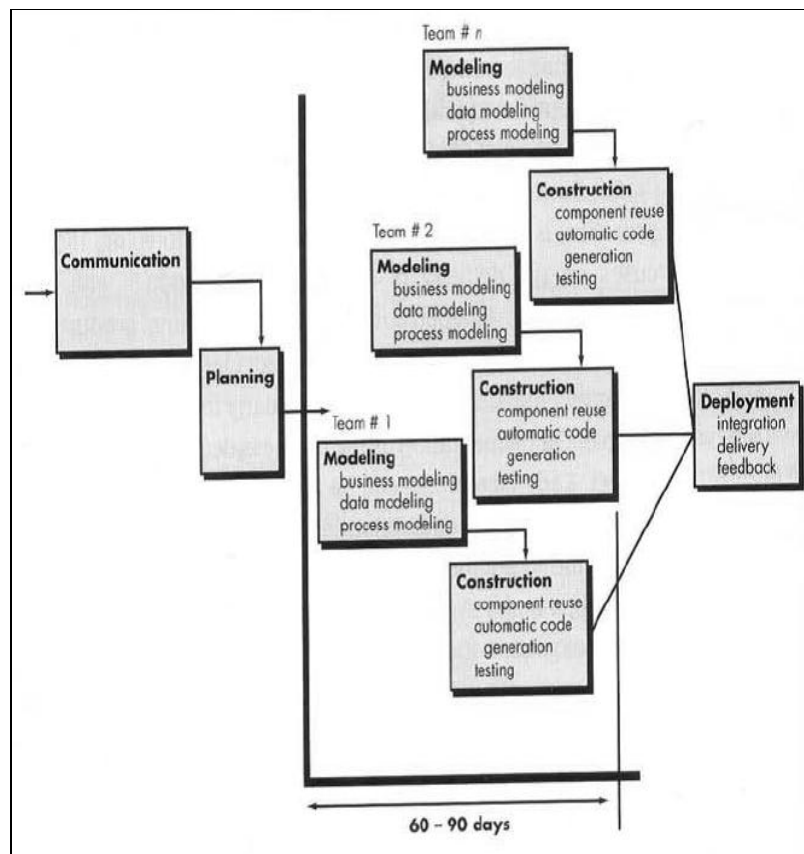 Communication
Planning
Team # n
Modeling
business modeling
data modeling
process modeling
Construction
component reuse
automatic code
generation
testing
Team # 2
Modeling
business modeling
data modeling
process modeling
Construction
component reuse
automatic code
generation
testing
Team # 1
Modeling
business modeling
data modeling
process modeling
Construction
component reuse
automatic code
generation
testing
Deployment
integration
delivery
feedback
60 – 90 days